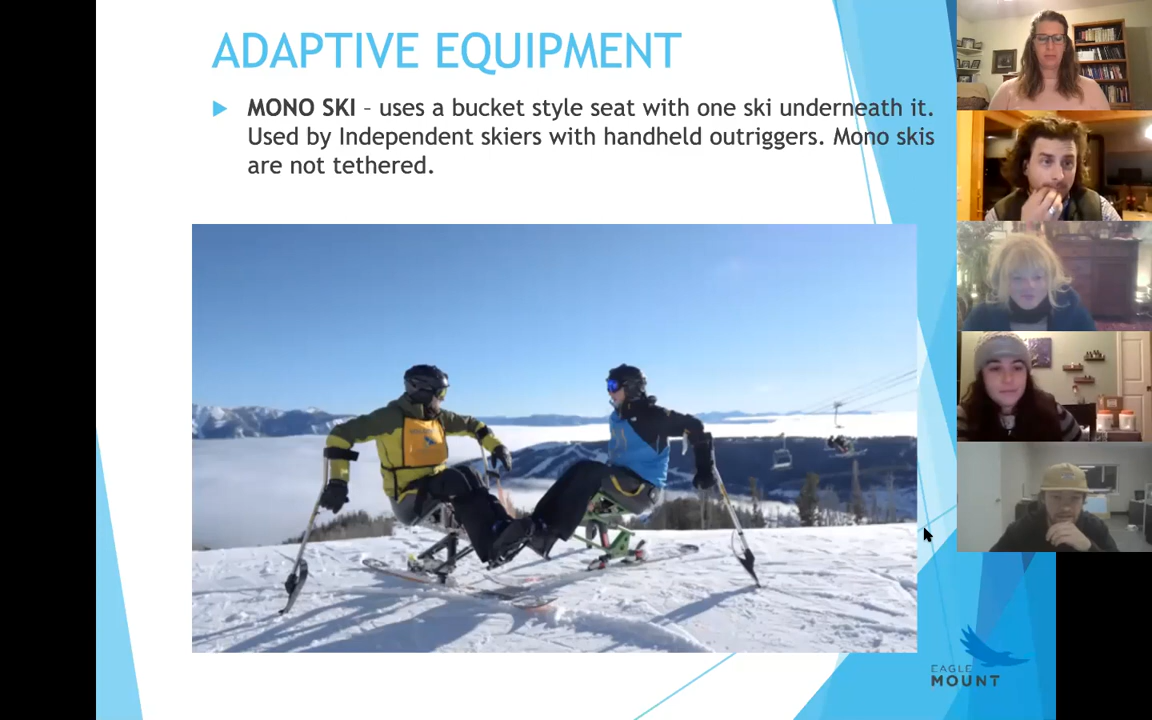 ADAPTIVE EQUIPMENT
MONO SKI – uses a bucket style seat with one ski underneath it.
Used by Independent skiers with handheld outriggers. Mono skis
are not tethered.
EAGLE
MOUNT